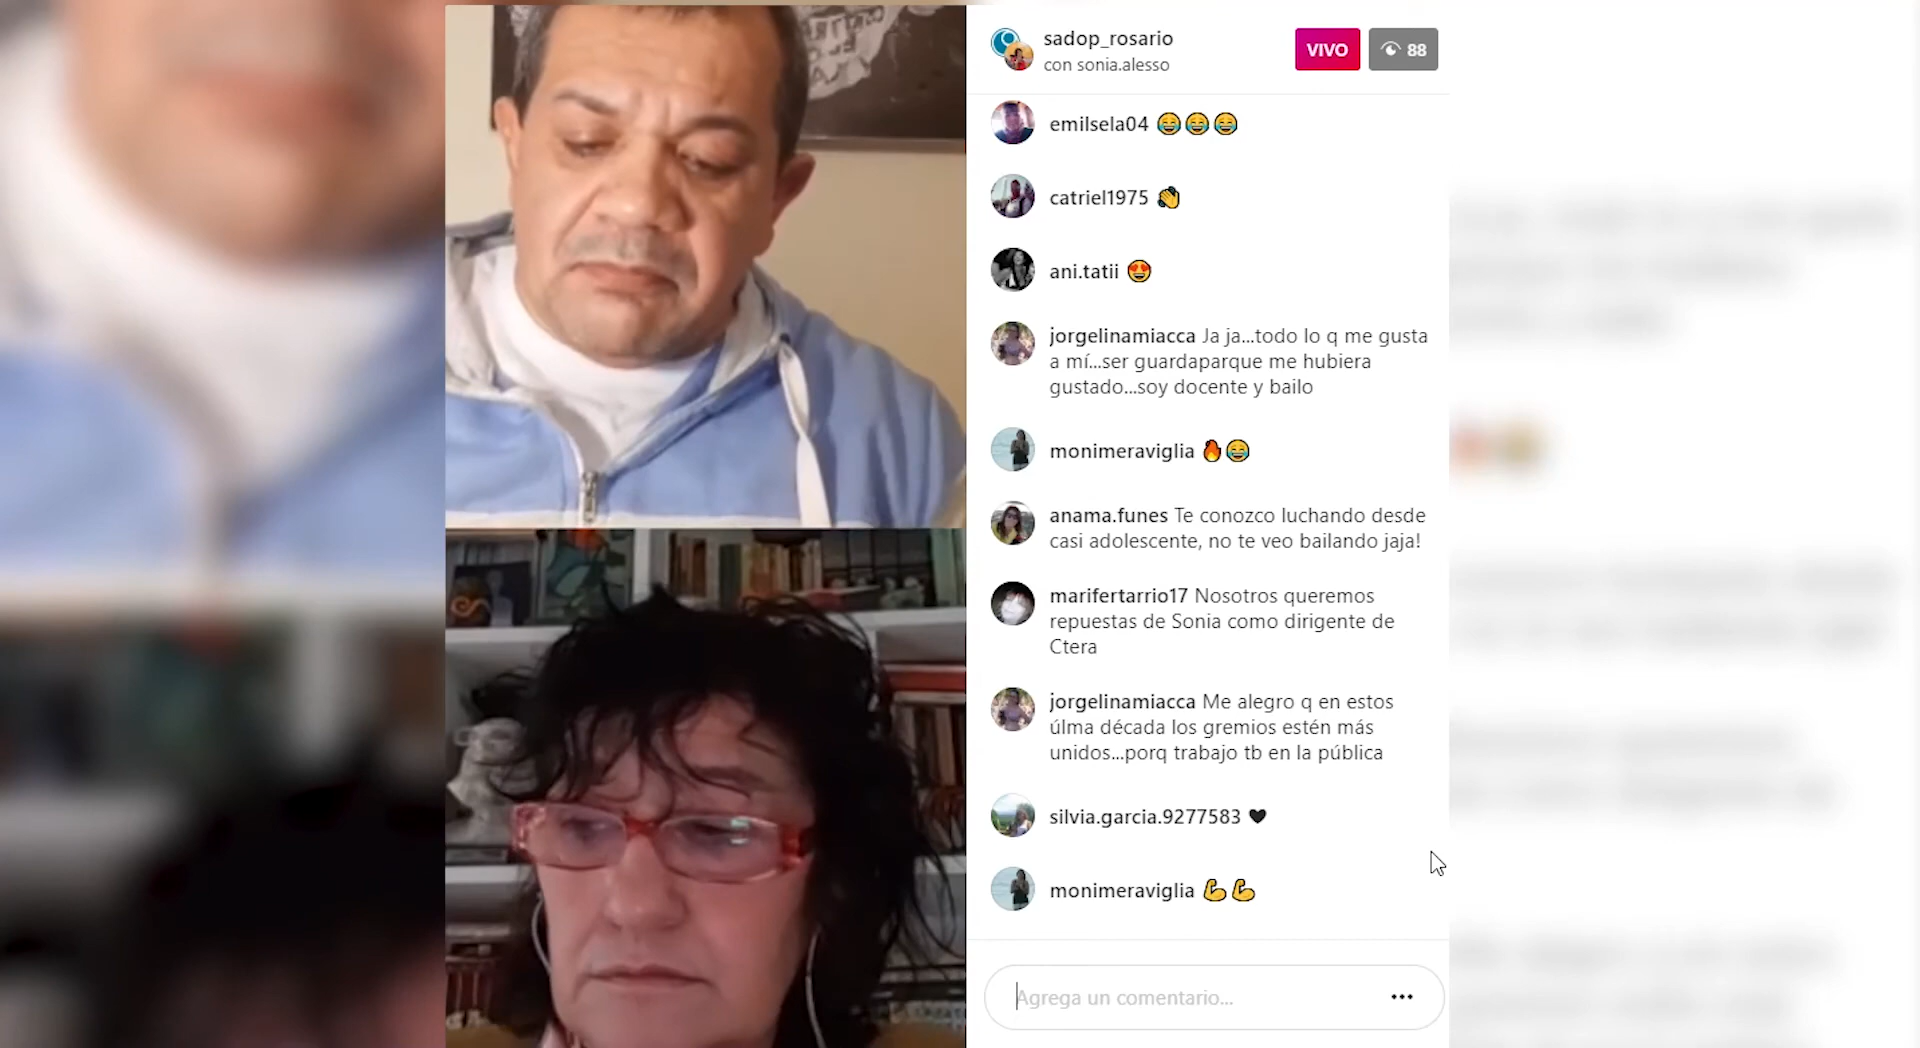 sadop_rosario
con sonia.alesso
VIVO
88
emilsela04 😂😂😂
catriel1975 👏
ani.tatii 😍
jorgelinamiacca Ja ja...todo lo q me gusta
a mí...ser guardaparque me hubiera
gustado...soy docente y bailo
monimeraviglia 🔥😂
anama.funes Te conozco luchando desde
casi adolescente, no te veo bailando jaja!
marifertarrio17 Nosotros queremos
repuestas de Sonia como dirigente de
Ctera
jorgelinamiacca Me alegro q en estos
úlma década los gremios estén más
unidos...porq trabajo tb en la pública
silvia.garcia.9277583 🖤
monimeraviglia 💪💪
Agrega un comentario...